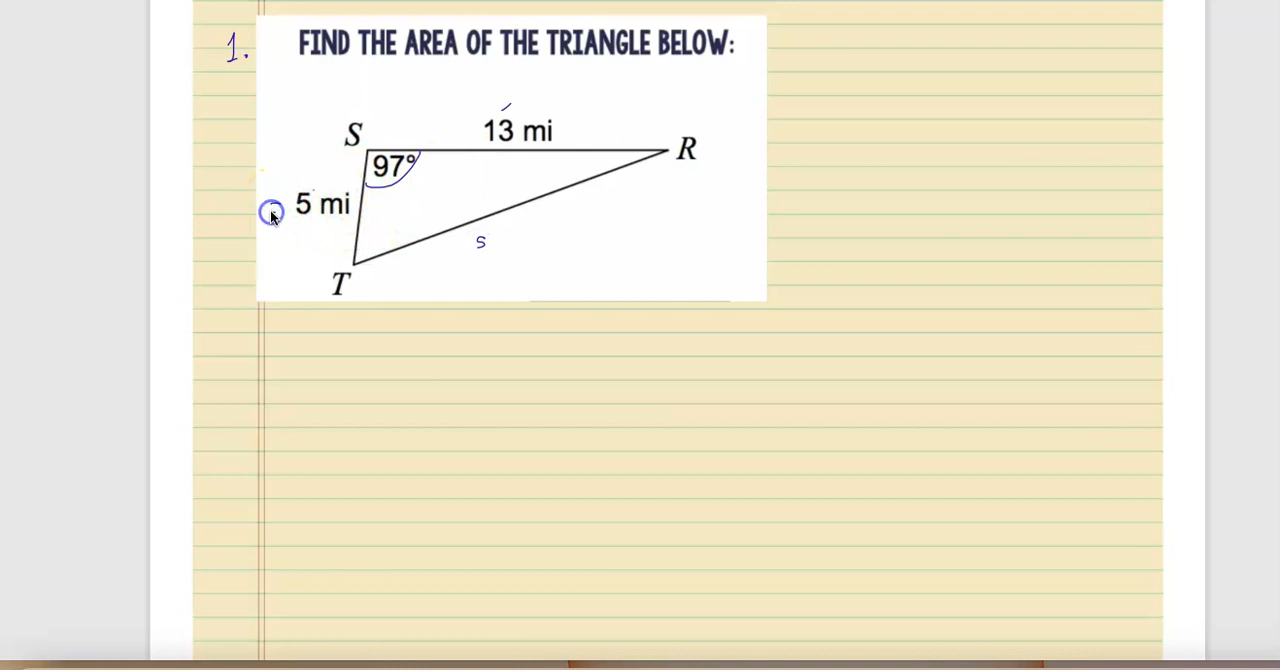 1. FIND THE AREA OF THE TRIANGLE BELOW:
S 13 mi R
97°
5 mi
s
T